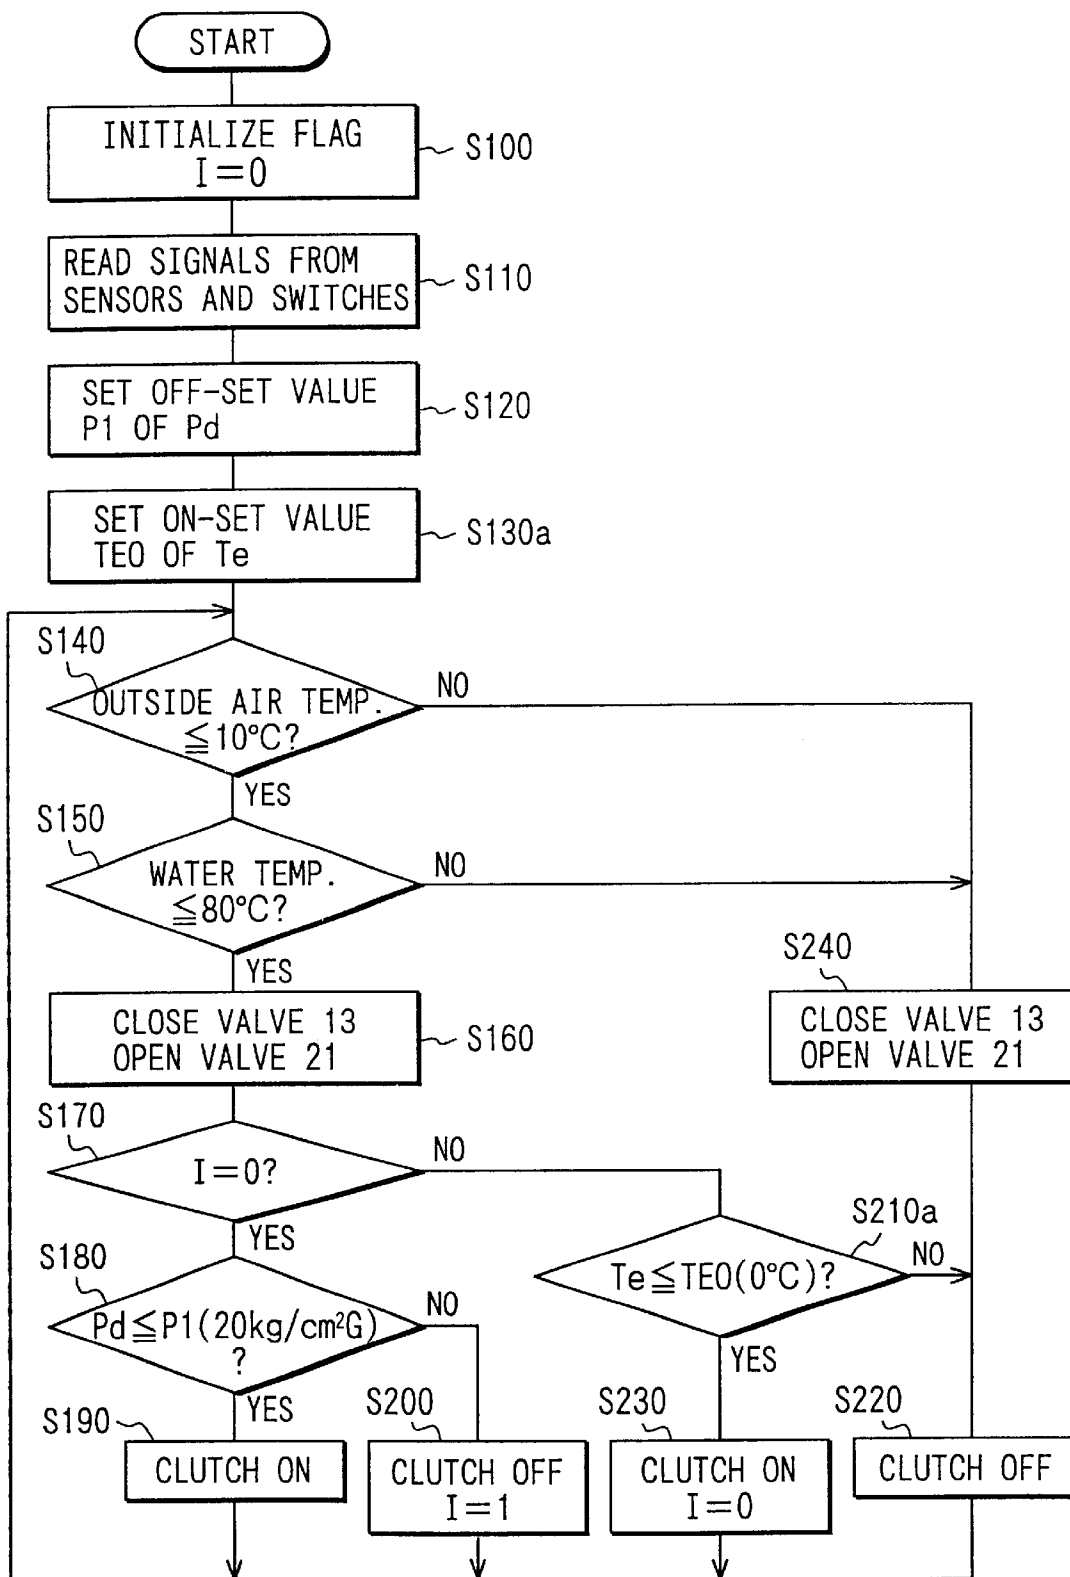 START
INITIALIZE FLAG
I=0
S100
READ SIGNALS FROM
SENSORS AND SWITCHES
S110
SET OFF-SET VALUE
P1 OF Pd
S120
SET ON-SET VALUE
TEO OF Te
S130a
S140
OUTSIDE AIR TEMP.
≦10°C?
NO
YES
S150
WATER TEMP.
≦80°C?
NO
YES
S240
CLOSE VALVE 13
OPEN VALVE 21
S160
CLOSE VALVE 13
OPEN VALVE 21
S170
I=0?
NO
YES
S210a
Te≦TEO(0°C)?
NO
YES
S180
Pd≦P1(20kg/cm²G)
?
NO
YES
S190
CLUTCH ON
S200
CLUTCH OFF
I=1
S230
CLUTCH ON
I=0
S220
CLUTCH OFF